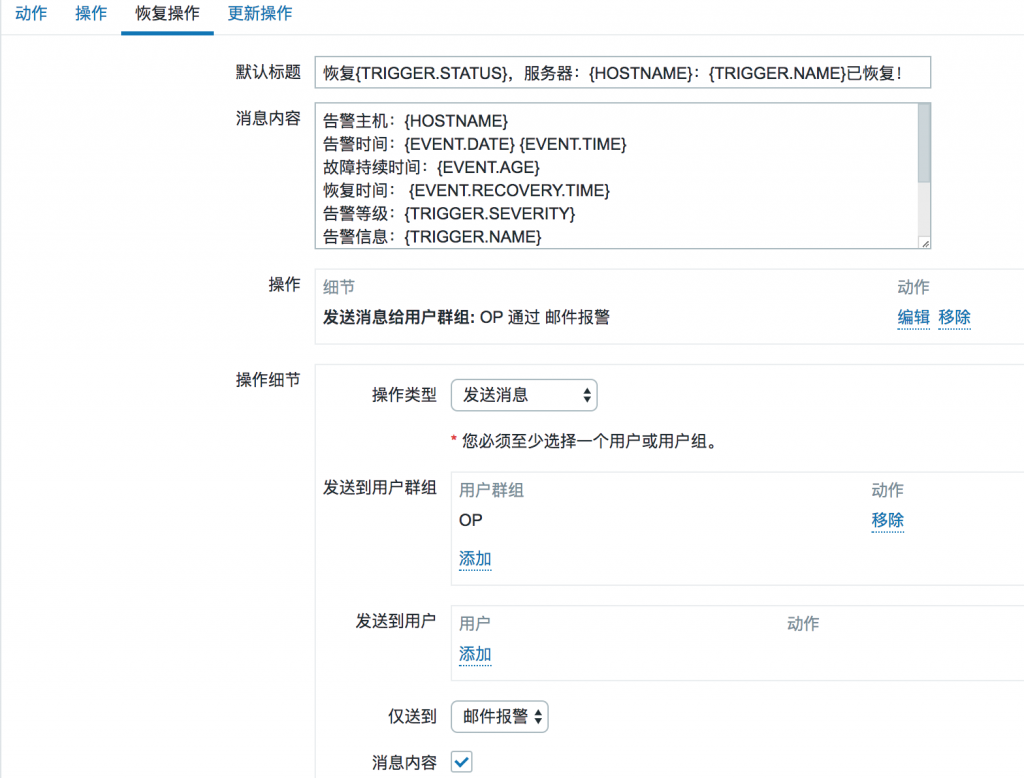 动作 操作 恢复操作 更新操作
默认标题 恢复{TRIGGER.STATUS}，服务器：{HOSTNAME}：{TRIGGER.NAME}已恢复！
消息内容 告警主机：{HOSTNAME}
告警时间：{EVENT.DATE} {EVENT.TIME}
故障持续时间：{EVENT.AGE}
恢复时间： {EVENT.RECOVERY.TIME}
告警等级：{TRIGGER.SEVERITY}
告警信息：{TRIGGER.NAME}
操作 细节 动作
发送消息给用户群组: OP 通过 邮件报警 编辑 移除
操作细节
操作类型 发送消息
* 您必须至少选择一个用户或用户组。
发送到用户群组 用户群组 动作
OP 移除
添加
发送到用户 用户 动作
添加
仅送到 邮件报警
消息内容